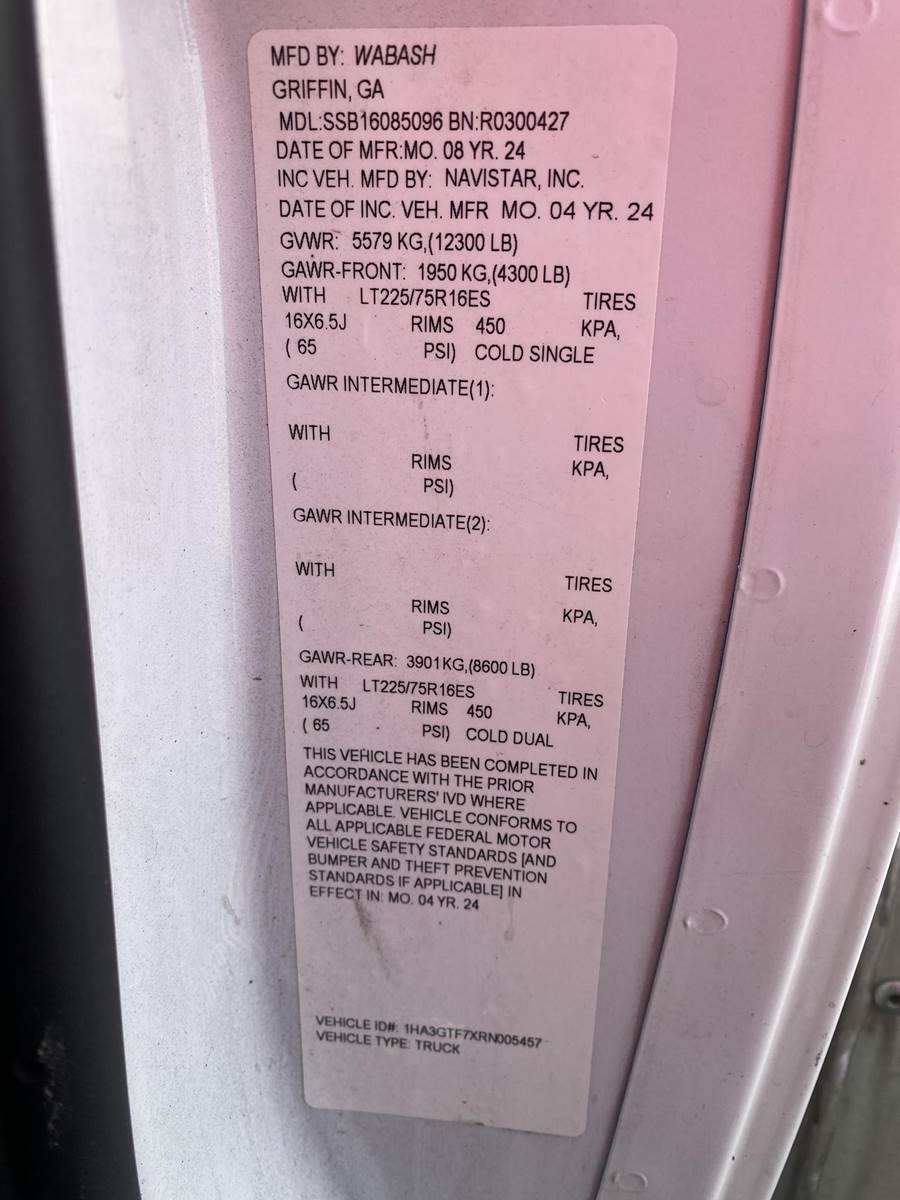 MFD BY: WABASH
GRIFFIN, GA
MDL:SSB16085096 BN:R0300427
DATE OF MFR:MO. 08 YR. 24
INC VEH. MFD BY: NAVISTAR, INC.
DATE OF INC. VEH. MFR MO. 04 YR. 24
GVWR: 5579 KG,(12300 LB)
GAWR-FRONT: 1950 KG,(4300 LB)
WITH LT225/75R16ES TIRES
16X6.5J RIMS 450 KPA,
( 65 PSI) COLD SINGLE
GAWR INTERMEDIATE(1):
WITH TIRES
RIMS KPA,
( PSI)
GAWR INTERMEDIATE(2):
WITH TIRES
RIMS KPA,
( PSI)
GAWR-REAR: 3901KG,(8600 LB)
WITH LT225/75R16ES TIRES
16X6.5J RIMS 450 KPA,
( 65 PSI) COLD DUAL
THIS VEHICLE HAS BEEN COMPLETED IN
ACCORDANCE WITH THE PRIOR
MANUFACTURERS' IVD WHERE
APPLICABLE. VEHICLE CONFORMS TO
ALL APPLICABLE FEDERAL MOTOR
VEHICLE SAFETY STANDARDS [AND
BUMPER AND THEFT PREVENTION
STANDARDS IF APPLICABLE] IN
EFFECT IN: MO. 04 YR. 24
VEHICLE ID#: 1HA3GTF7XRN005457
VEHICLE TYPE: TRUCK